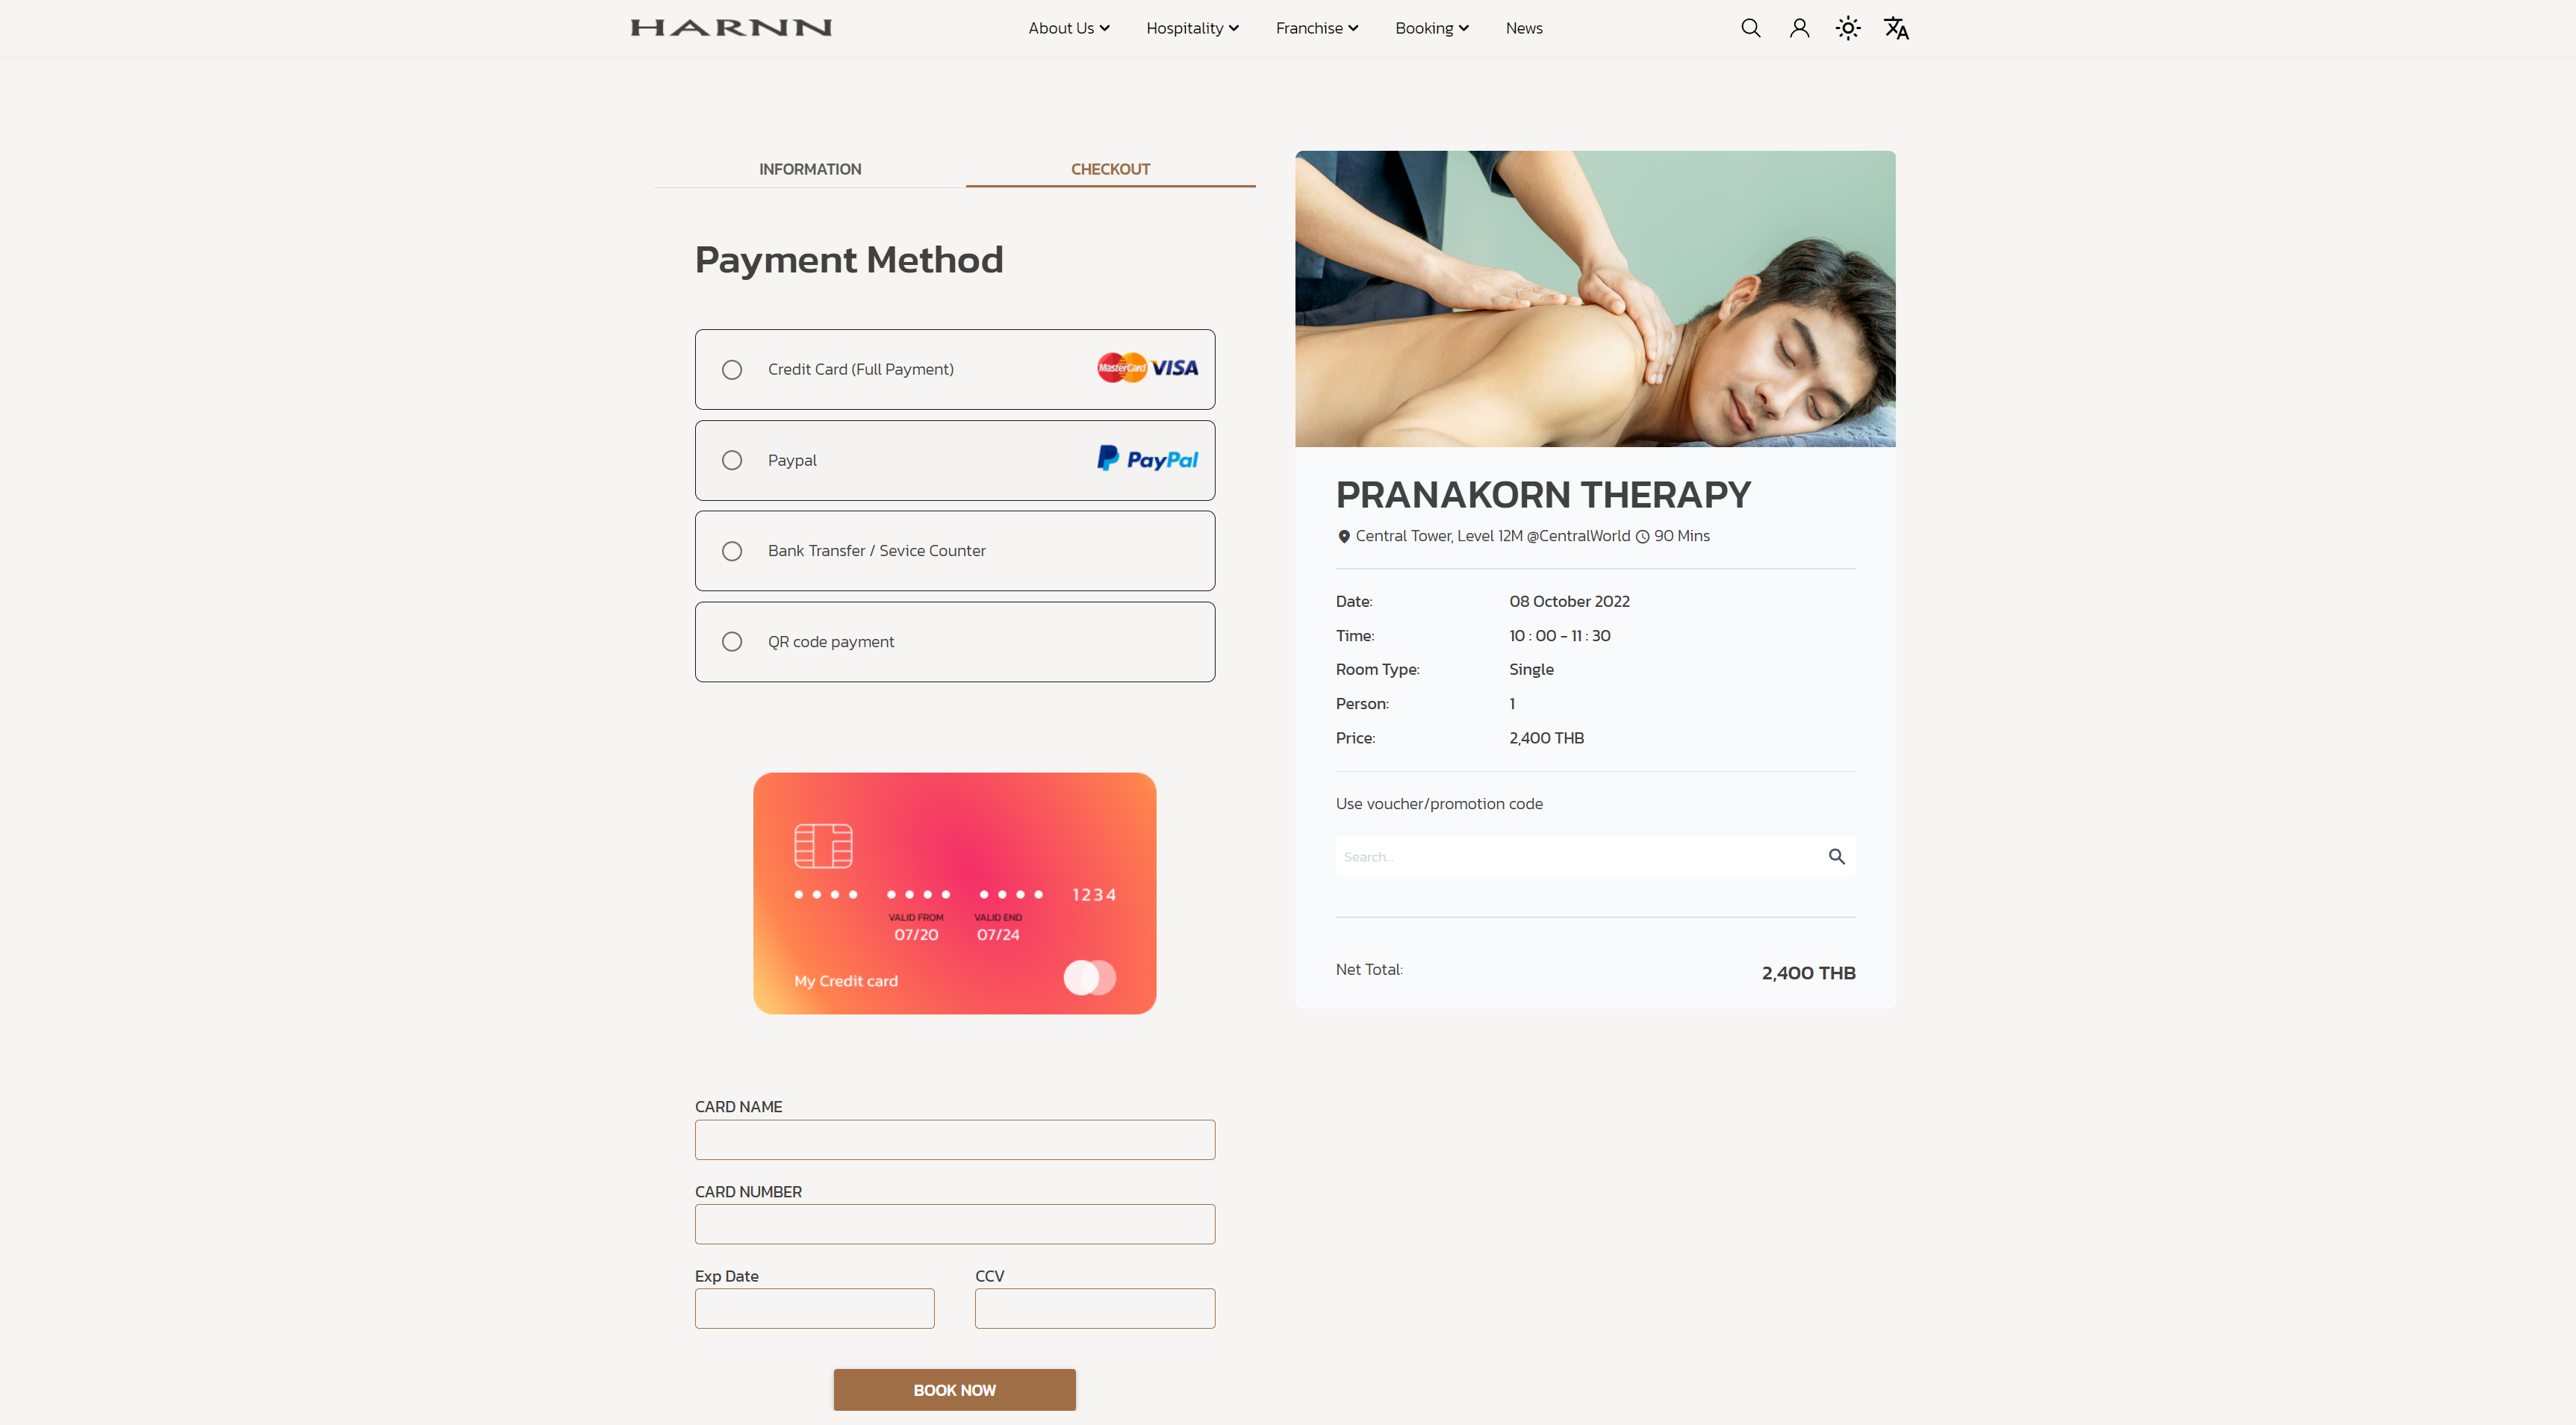 HARNN
About Us Hospitality Franchise Booking News
INFORMATION CHECKOUT
Payment Method
Credit Card (Full Payment) MasterCard VISA
Paypal PayPal
Bank Transfer / Sevice Counter
QR code payment
1234
VALID FROM VALID END
07/20 07/24
My Credit card
CARD NAME
CARD NUMBER
Exp Date CCV
BOOK NOW
PRANAKORN THERAPY
Central Tower, Level 12M @CentralWorld 90 Mins
Date: 08 October 2022
Time: 10 : 00 - 11 : 30
Room Type: Single
Person: 1
Price: 2,400 THB
Use voucher/promotion code
Search...
Net Total: 2,400 THB